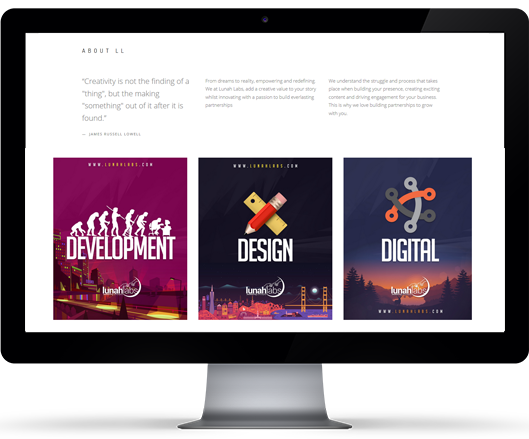 ABOUT LL
"Creativity is not the finding of a
"thing", but the making
"something" out of it after it is
found."
— JAMES RUSSELL LOWELL
From dreams to reality, empowering and redefining
We at Lunah Labs, add a creative value to your story
whilst innovating with a passion to build everlasting
partnerships
We understand the struggle and process that takes
place when building your presence, creating exciting
content and driving engagement for your business.
This is why we love building partnerships to grow
with you.
WWW.LUNAHLABS.COM
DEVELOPMENT
lunahlabs
WWW.LUNAHLABS.COM
DESIGN
lunahlabs
DIGITAL
lunahlabs
WWW.LUNAHLABS.COM